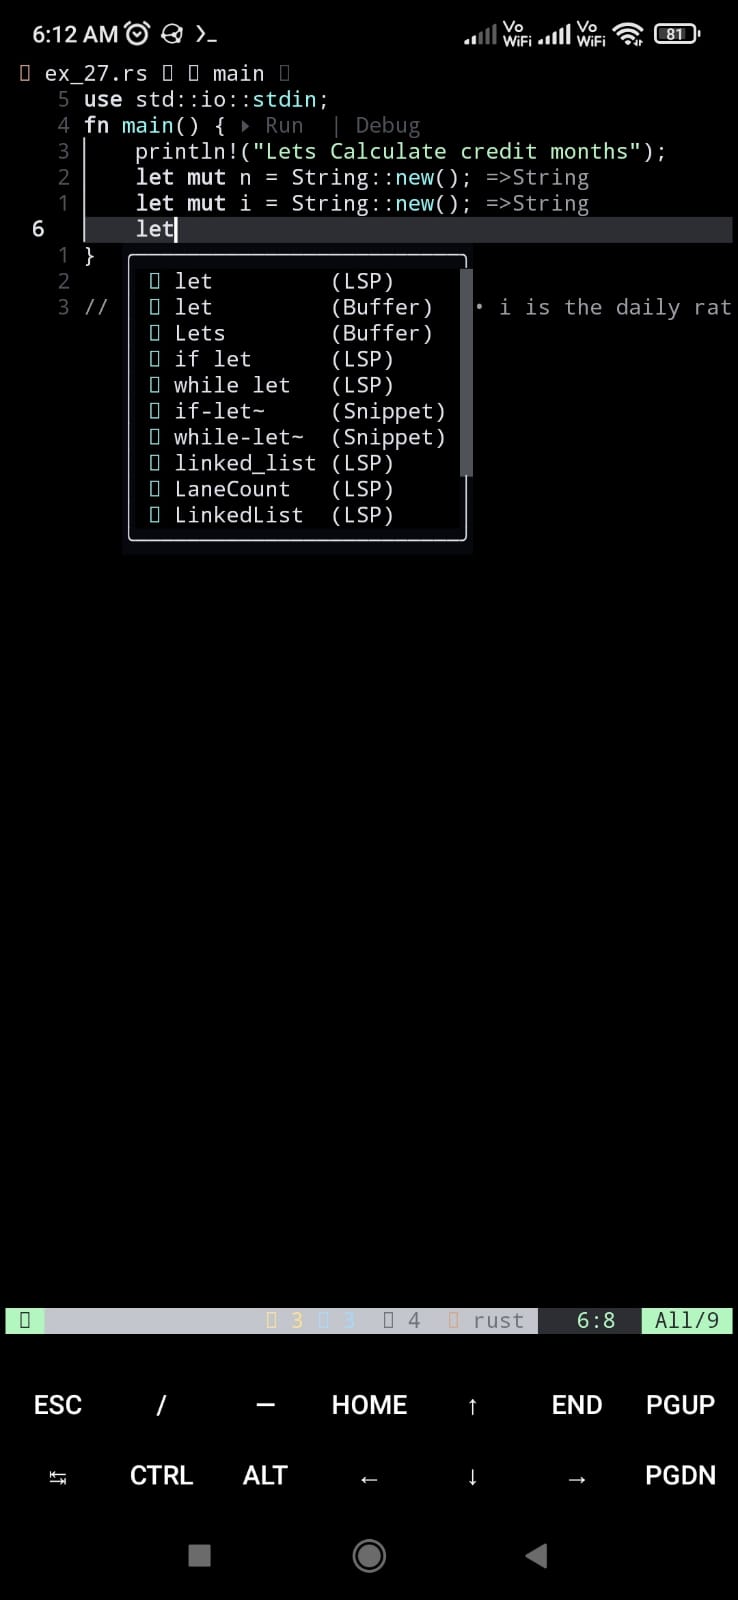 6:12 AM Vo WiFi Vo WiFi 81
ex_27.rs main
5 use std::io::stdin;
4 fn main() { ▸ Run | Debug
3 println!("Lets Calculate credit months");
2 let mut n = String::new(); =>String
1 let mut i = String::new(); =>String
6 let
1 }
2 let (LSP)
3 // let (Buffer) • i is the daily rat
Lets (Buffer)
if let (LSP)
while let (LSP)
if-let~ (Snippet)
while-let~ (Snippet)
linked_list (LSP)
LaneCount (LSP)
LinkedList (LSP)
3 3 4 rust 6:8 All/9
ESC / — HOME ↑ END PGUP
↹ CTRL ALT ← ↓ → PGDN